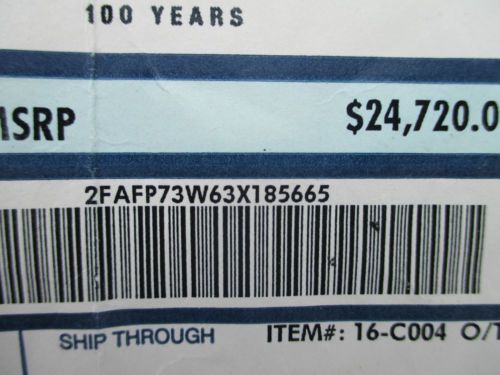 100 YEARS
MSRP $24,720.0
2FAFP73W63X185665
SHIP THROUGH ITEM#: 16-C004 O/T